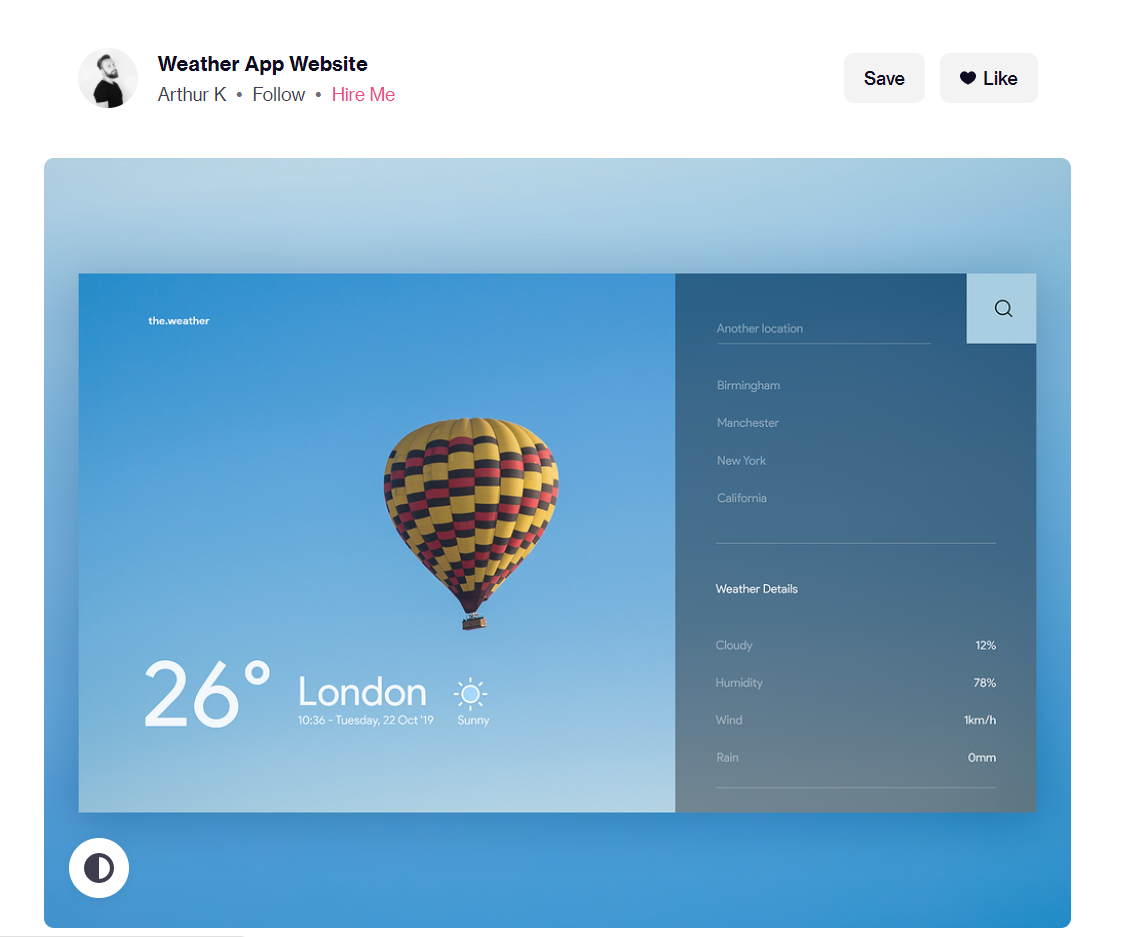 Weather App Website
Arthur K • Follow • Hire Me
Save
Like
the.weather
Another location
Birmingham
Manchester
New York
California
Weather Details
Cloudy 12%
Humidity 78%
Wind 1km/h
Rain 0mm
26°
London
10:36 - Tuesday, 22 Oct '19
Sunny